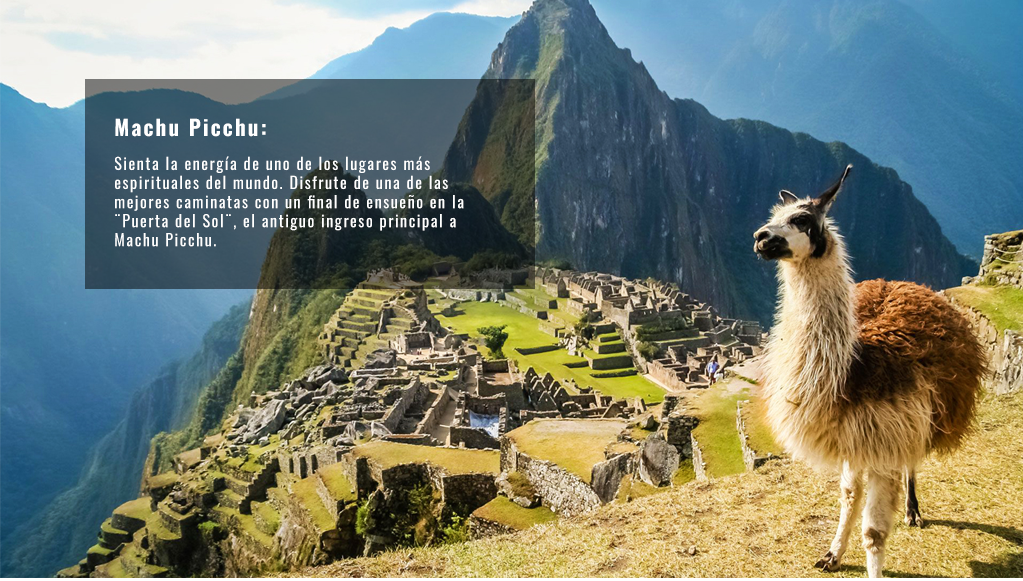 Machu Picchu:
Sienta la energía de uno de los lugares más
espirituales del mundo. Disfrute de una de las
mejores caminatas con un final de ensueño en la
¨Puerta del Sol¨, el antiguo ingreso principal a
Machu Picchu.